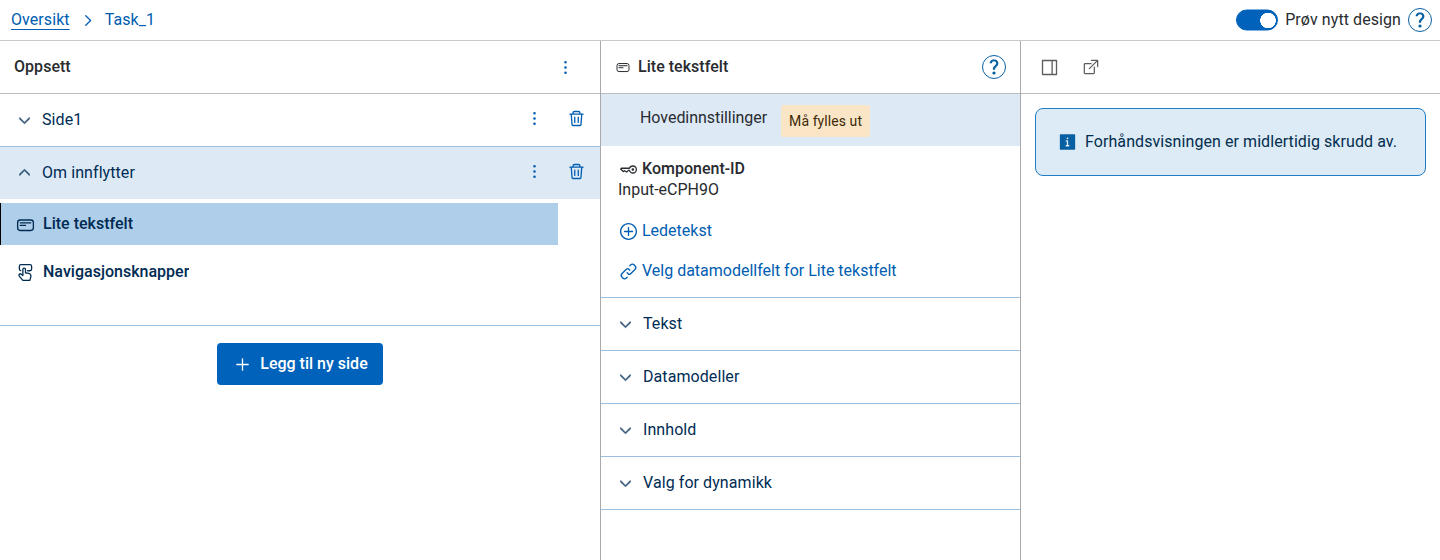 Oversikt > Task_1
Prøv nytt design ?
Oppsett
Side1
Om innflytter
Lite tekstfelt
Navigasjonsknapper
Legg til ny side
Lite tekstfelt ?
Hovedinnstillinger Må fylles ut
Komponent-ID
Input-eCPH9O
Ledetekst
Velg datamodellfelt for Lite tekstfelt
Tekst
Datamodeller
Innhold
Valg for dynamikk
Forhåndsvisningen er midlertidig skrudd av.